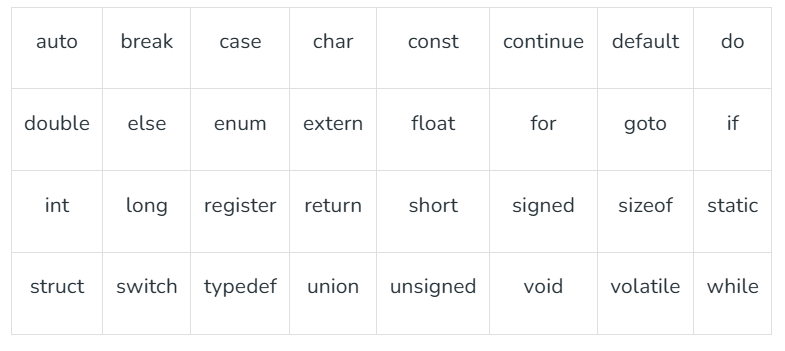 auto break case char const continue default do
double else enum extern float for goto if
int long register return short signed sizeof static
struct switch typedef union unsigned void volatile while